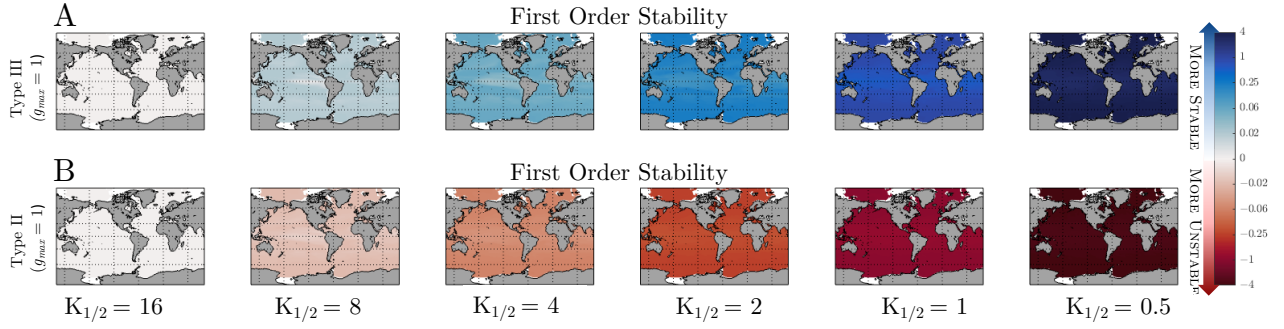 A
First Order Stability
Type III
(g_max = 1)
B
First Order Stability
Type II
(g_max = 1)
K_1/2 = 16
K_1/2 = 8
K_1/2 = 4
K_1/2 = 2
K_1/2 = 1
K_1/2 = 0.5
More Stable
More Unstable
4
1
0.25
0.06
0.02
0
−0.02
−0.06
−0.25
−1
−4